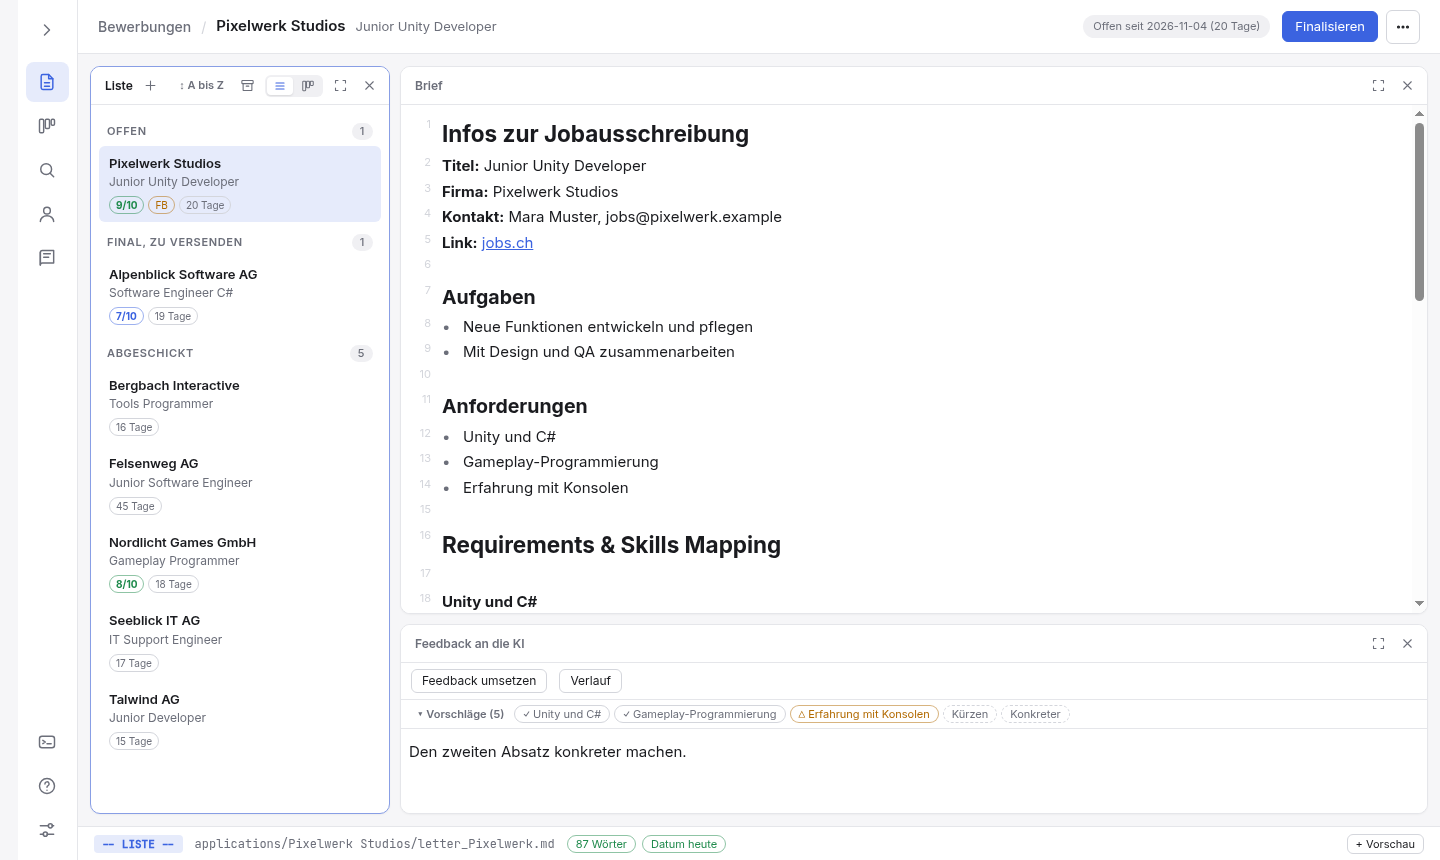 Bewerbungen / Pixelwerk Studios Junior Unity Developer
Offen seit 2026-11-04 (20 Tage)
Finalisieren
Liste
↕ A bis Z
OFFEN 1
Pixelwerk Studios
Junior Unity Developer
9/10 FB 20 Tage
FINAL, ZU VERSENDEN 1
Alpenblick Software AG
Software Engineer C#
7/10 19 Tage
ABGESCHICKT 5
Bergbach Interactive
Tools Programmer
16 Tage
Felsenweg AG
Junior Software Engineer
45 Tage
Nordlicht Games GmbH
Gameplay Programmer
8/10 18 Tage
Seeblick IT AG
IT Support Engineer
17 Tage
Talwind AG
Junior Developer
15 Tage
Brief
1 Infos zur Jobausschreibung
2 Titel: Junior Unity Developer
3 Firma: Pixelwerk Studios
4 Kontakt: Mara Muster, jobs@pixelwerk.example
5 Link: jobs.ch
6
7 Aufgaben
8 • Neue Funktionen entwickeln und pflegen
9 • Mit Design und QA zusammenarbeiten
10
11 Anforderungen
12 • Unity und C#
13 • Gameplay-Programmierung
14 • Erfahrung mit Konsolen
15
16 Requirements & Skills Mapping
17
18 Unity und C#
Feedback an die KI
Feedback umsetzen Verlauf
▾ Vorschläge (5) ✓ Unity und C# ✓ Gameplay-Programmierung △ Erfahrung mit Konsolen Kürzen Konkreter
Den zweiten Absatz konkreter machen.
-- LISTE -- applications/Pixelwerk Studios/letter_Pixelwerk.md 87 Wörter Datum heute
+ Vorschau